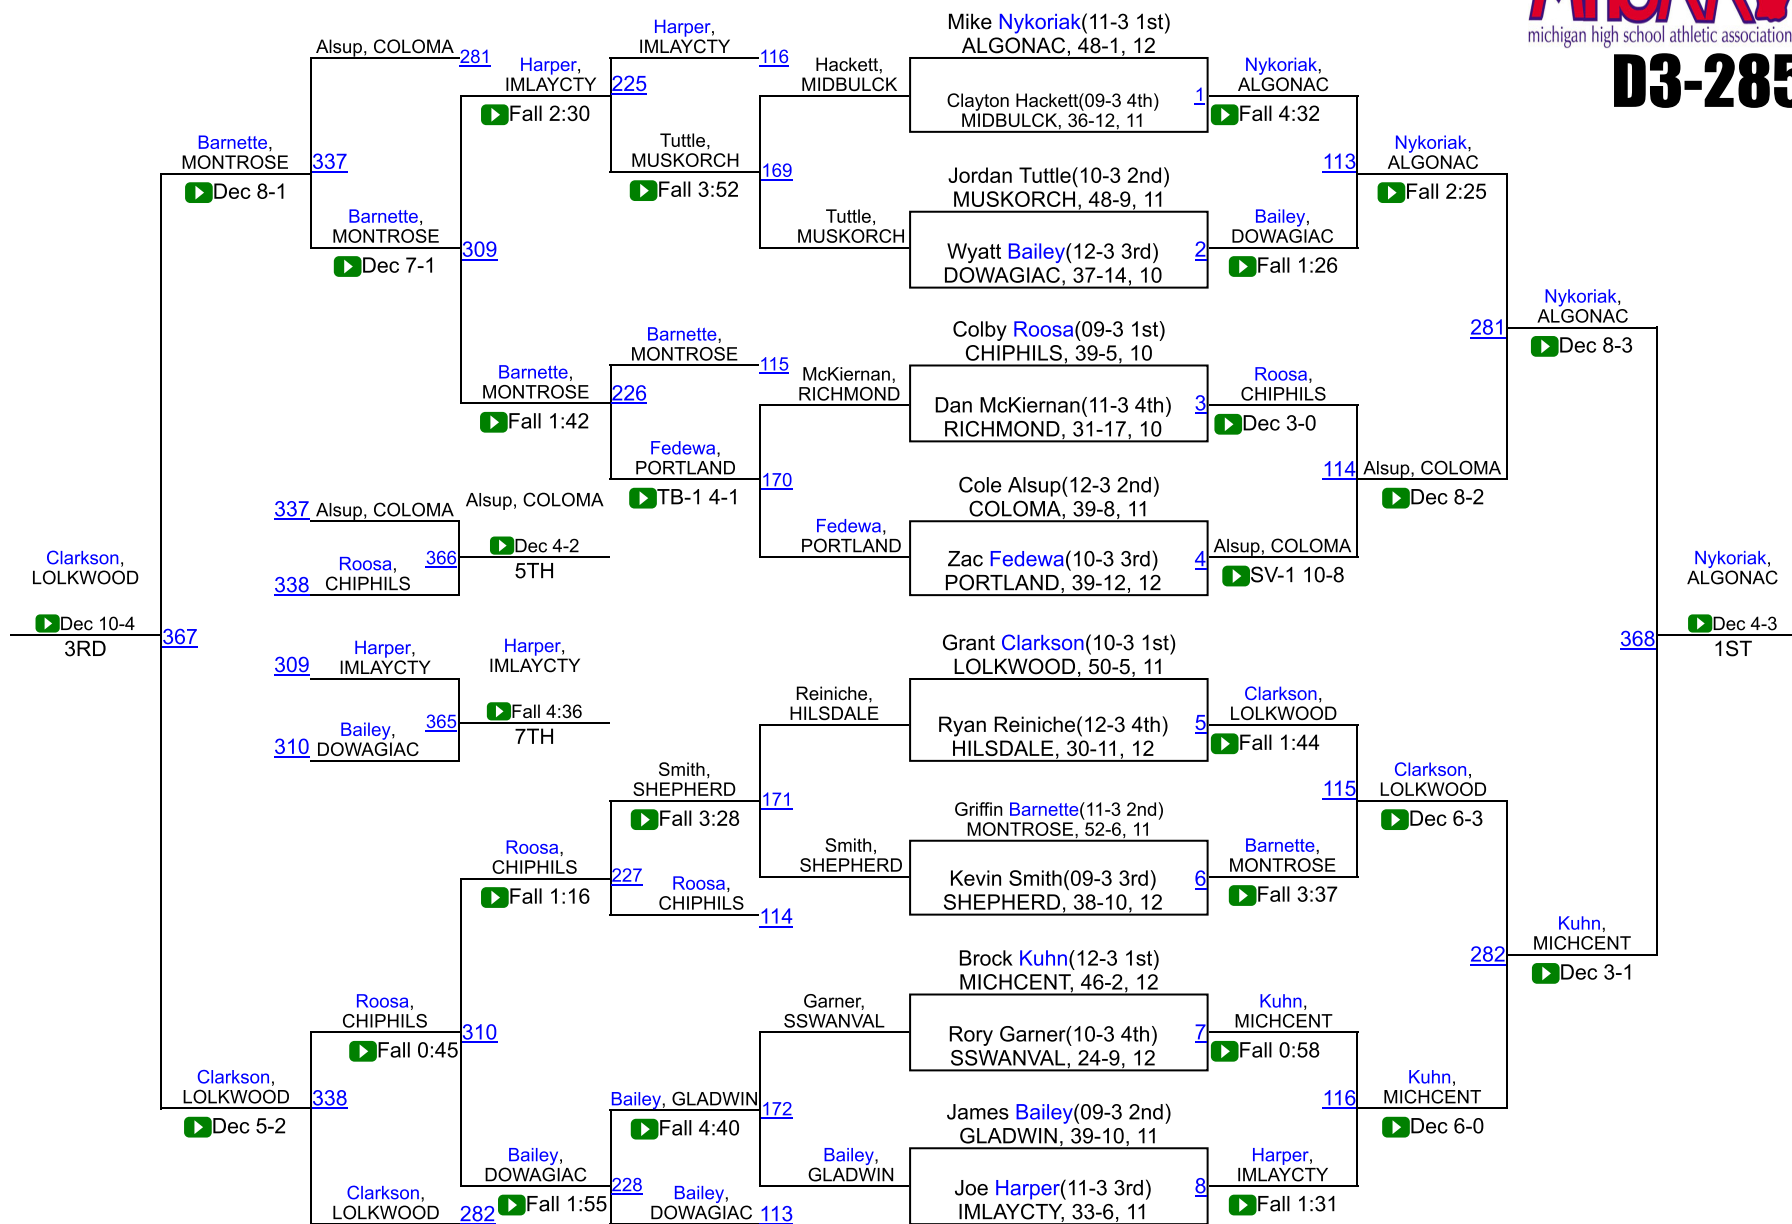 michigan high school athletic association
D3-285
Alsup, COLOMA
281
Harper,
IMLAYCTY
Fall 2:30
225
Harper,
IMLAYCTY
116
Tuttle,
MUSKORCH
Fall 3:52
169
Hackett,
MIDBULCK
Tuttle,
MUSKORCH
Mike Nykoriak(11-3 1st)
ALGONAC, 48-1, 12
Clayton Hackett(09-3 4th)
MIDBULCK, 36-12, 11
1
Nykoriak,
ALGONAC
Fall 4:32
Jordan Tuttle(10-3 2nd)
MUSKORCH, 48-9, 11
Wyatt Bailey(12-3 3rd)
DOWAGIAC, 37-14, 10
2
Bailey,
DOWAGIAC
Fall 1:26
113
Nykoriak,
ALGONAC
Fall 2:25
Barnette,
MONTROSE
Dec 8-1
337
Barnette,
MONTROSE
Dec 7-1
309
Barnette,
MONTROSE
Fall 1:42
226
Barnette,
MONTROSE
115
Fedewa,
PORTLAND
TB-1 4-1
170
McKiernan,
RICHMOND
Fedewa,
PORTLAND
Colby Roosa(09-3 1st)
CHIPHILS, 39-5, 10
Dan McKiernan(11-3 4th)
RICHMOND, 31-17, 10
3
Roosa,
CHIPHILS
Dec 3-0
Cole Alsup(12-3 2nd)
COLOMA, 39-8, 11
Zac Fedewa(10-3 3rd)
PORTLAND, 39-12, 12
4
Alsup, COLOMA
SV-1 10-8
114
Alsup, COLOMA
Dec 8-2
281
Nykoriak,
ALGONAC
Dec 8-3
337
Alsup, COLOMA
338
Roosa,
CHIPHILS
366
Alsup, COLOMA
Dec 4-2
5TH
Clarkson,
LOLKWOOD
Dec 10-4
3RD
367
309
Harper,
IMLAYCTY
310
Bailey,
DOWAGIAC
365
Harper,
IMLAYCTY
Fall 4:36
7TH
368
Nykoriak,
ALGONAC
Dec 4-3
1ST
Grant Clarkson(10-3 1st)
LOLKWOOD, 50-5, 11
Ryan Reiniche(12-3 4th)
HILSDALE, 30-11, 12
5
Clarkson,
LOLKWOOD
Fall 1:44
Reiniche,
HILSDALE
Smith,
SHEPHERD
Fall 3:28
171
Smith,
SHEPHERD
Griffin Barnette(11-3 2nd)
MONTROSE, 52-6, 11
Kevin Smith(09-3 3rd)
SHEPHERD, 38-10, 12
6
Barnette,
MONTROSE
Fall 3:37
115
Clarkson,
LOLKWOOD
Dec 6-3
Roosa,
CHIPHILS
Fall 1:16
227
Roosa,
CHIPHILS
114
282
Kuhn,
MICHCENT
Dec 3-1
Brock Kuhn(12-3 1st)
MICHCENT, 46-2, 12
Rory Garner(10-3 4th)
SSWANVAL, 24-9, 12
7
Kuhn,
MICHCENT
Fall 0:58
Garner,
SSWANVAL
Roosa,
CHIPHILS
Fall 0:45
310
Clarkson,
LOLKWOOD
Dec 5-2
338
Bailey, GLADWIN
Fall 4:40
172
Bailey,
GLADWIN
James Bailey(09-3 2nd)
GLADWIN, 39-10, 11
Joe Harper(11-3 3rd)
IMLAYCTY, 33-6, 11
8
Harper,
IMLAYCTY
Fall 1:31
116
Kuhn,
MICHCENT
Dec 6-0
Bailey,
DOWAGIAC
Fall 1:55
228
Bailey,
DOWAGIAC
113
Clarkson,
LOLKWOOD
282